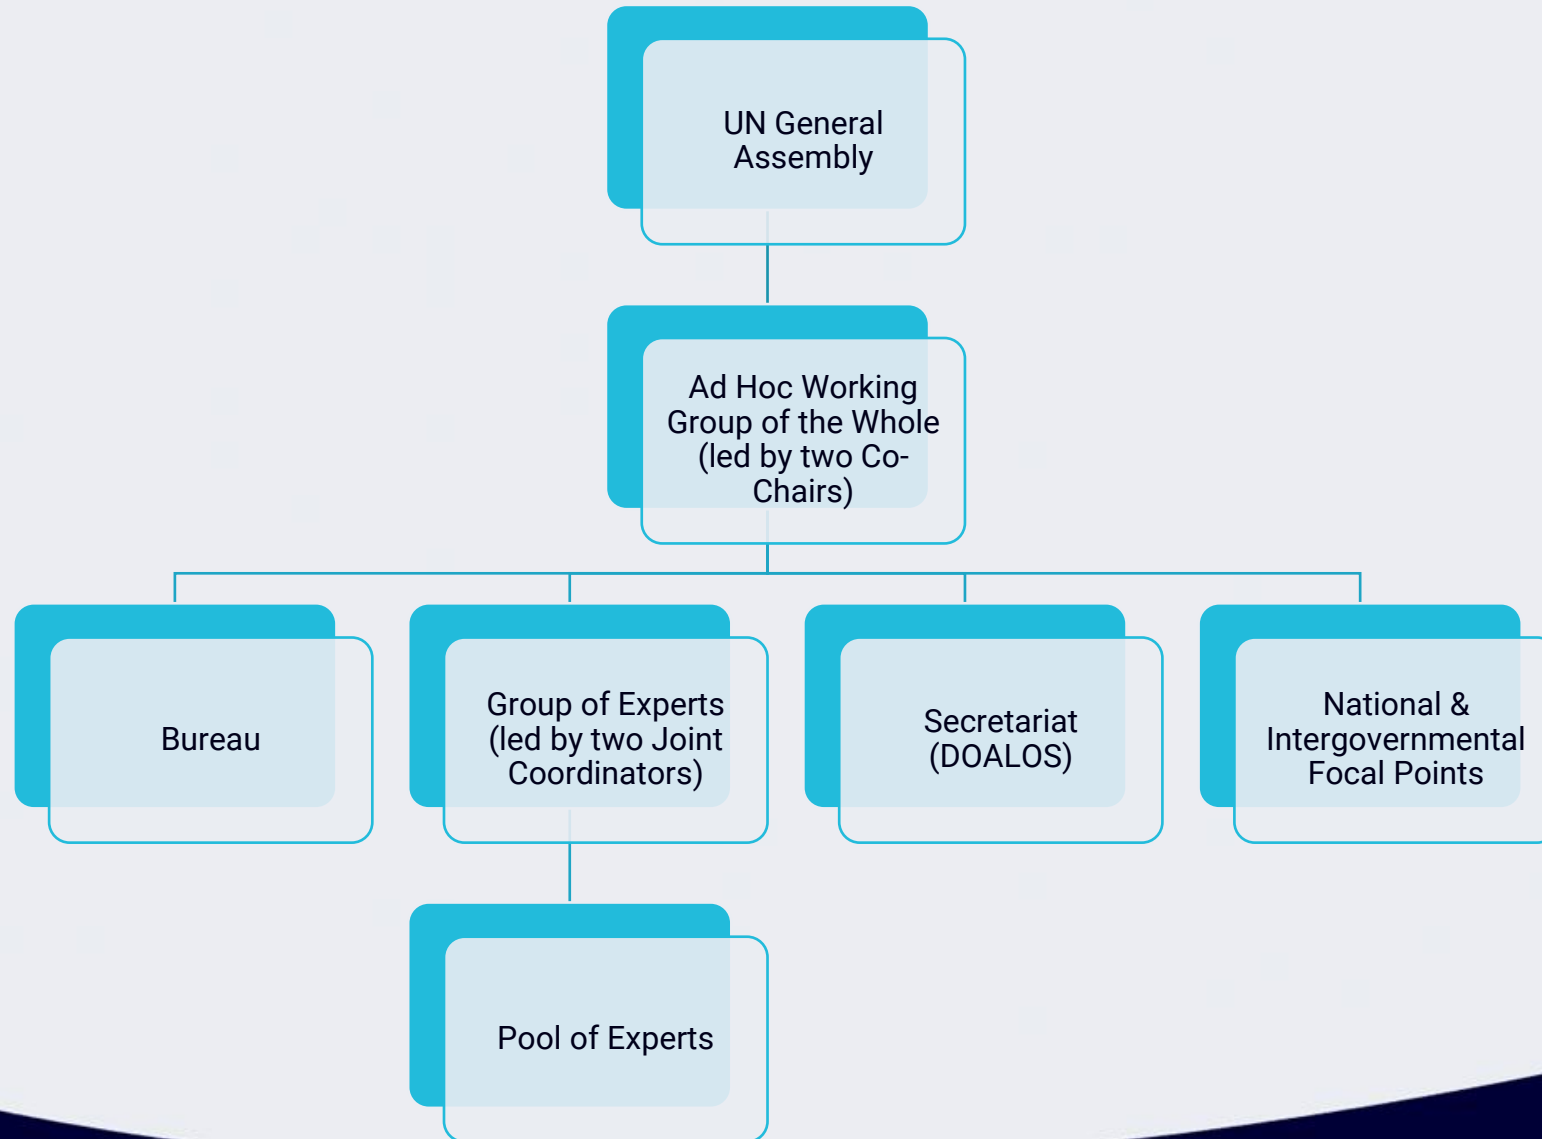 UN General
Assembly
Ad Hoc Working
Group of the Whole
(led by two Co-
Chairs)
Bureau
Group of Experts
(led by two Joint
Coordinators)
Secretariat
(DOALOS)
National &
Intergovernmental
Focal Points
Pool of Experts